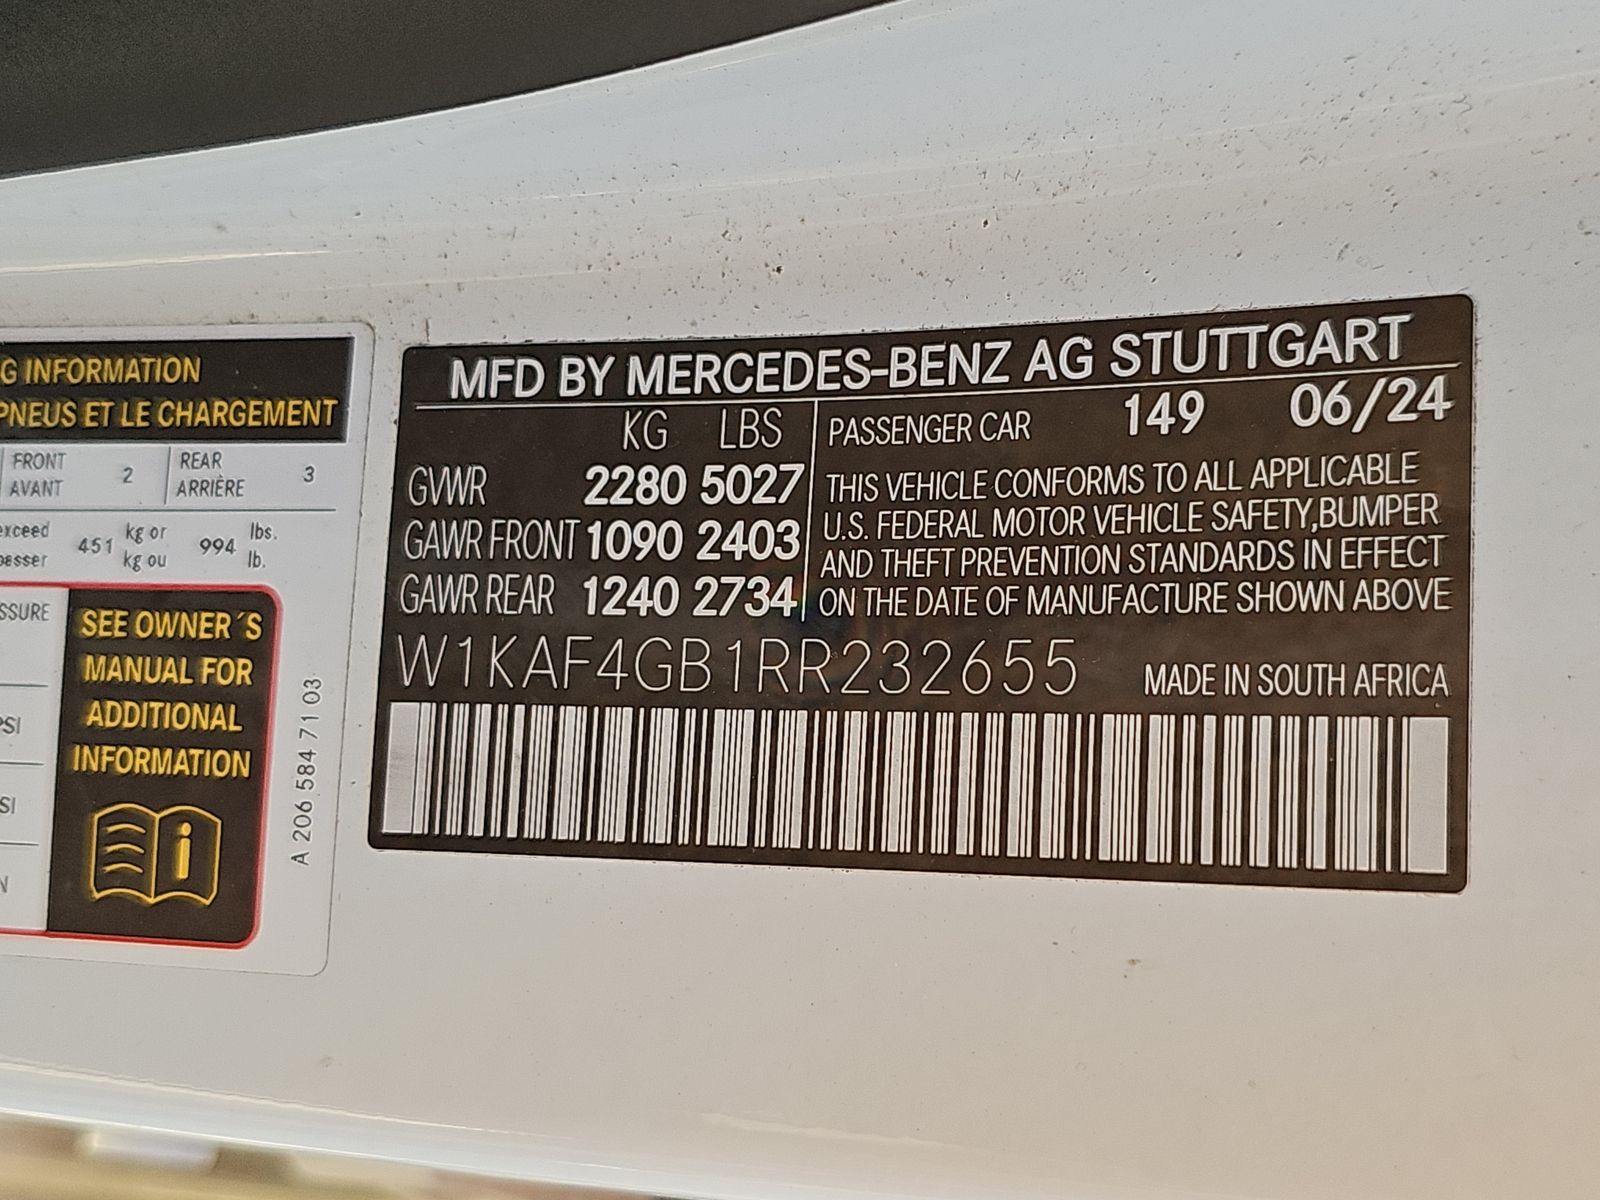 G INFORMATION
PNEUS ET LE CHARGEMENT
FRONT 2 REAR 3
AVANT ARRIÈRE
exceed 451 kg or 994 lbs.
passer kg ou lb.
SSURE
PSI
SI
N
SEE OWNER´S
MANUAL FOR
ADDITIONAL
INFORMATION
i
A 206 584 71 03
MFD BY MERCEDES-BENZ AG STUTTGART
KG LBS
GVWR 2280 5027
GAWR FRONT 1090 2403
GAWR REAR 1240 2734
PASSENGER CAR 149 06/24
THIS VEHICLE CONFORMS TO ALL APPLICABLE
U.S. FEDERAL MOTOR VEHICLE SAFETY,BUMPER
AND THEFT PREVENTION STANDARDS IN EFFECT
ON THE DATE OF MANUFACTURE SHOWN ABOVE
W1KAF4GB1RR232655
MADE IN SOUTH AFRICA